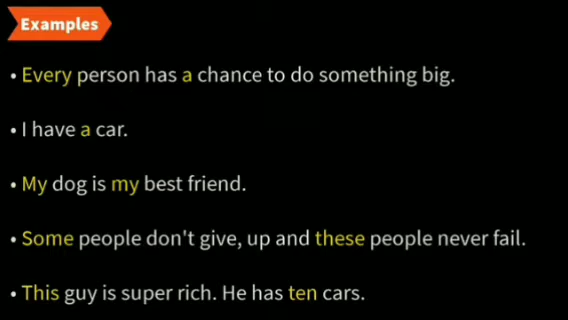 Examples
• Every person has a chance to do something big.
• I have a car.
• My dog is my best friend.
• Some people don't give, up and these people never fail.
• This guy is super rich. He has ten cars.